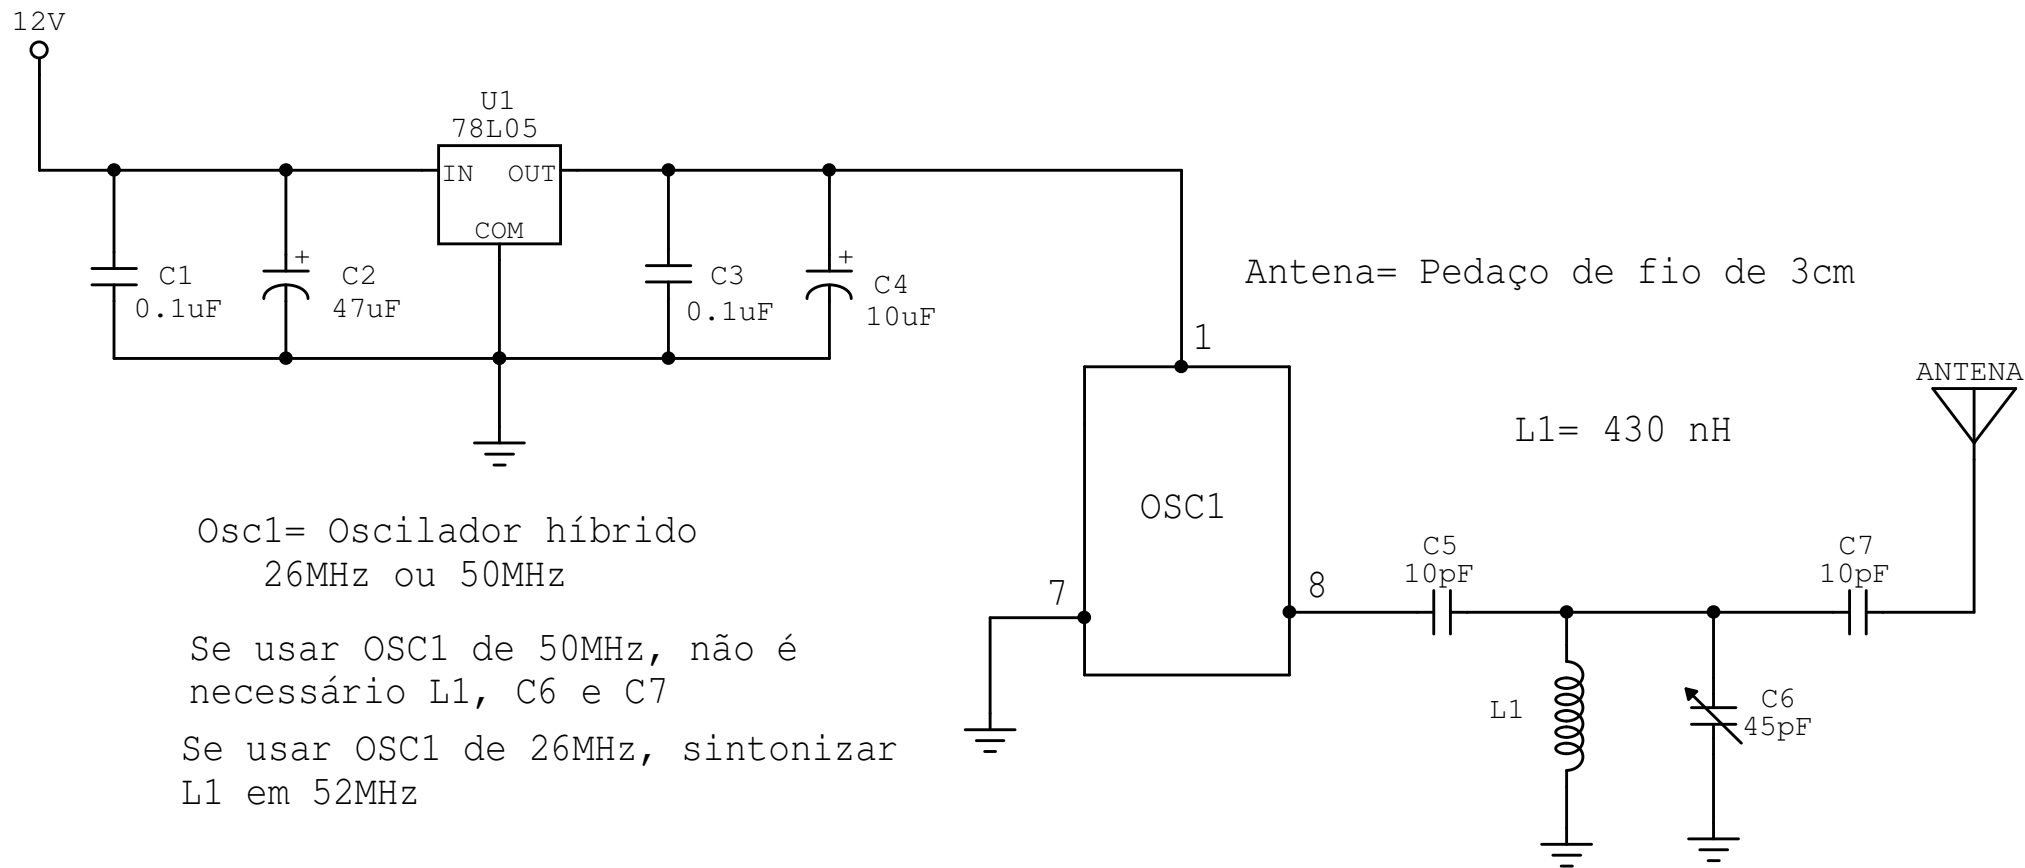 12V
U1
78L05
IN OUT
COM
C1
0.1uF
+
C2
47uF
C3
0.1uF
+
C4
10uF
Antena= Pedaço de fio de 3cm
1
ANTENA
L1= 430 nH
OSC1
7
8
C5
10pF
C7
10pF
L1
C6
45pF
Osc1= Oscilador híbrido
26MHz ou 50MHz
Se usar OSC1 de 50MHz, não é
necessário L1, C6 e C7
Se usar OSC1 de 26MHz, sintonizar
L1 em 52MHz